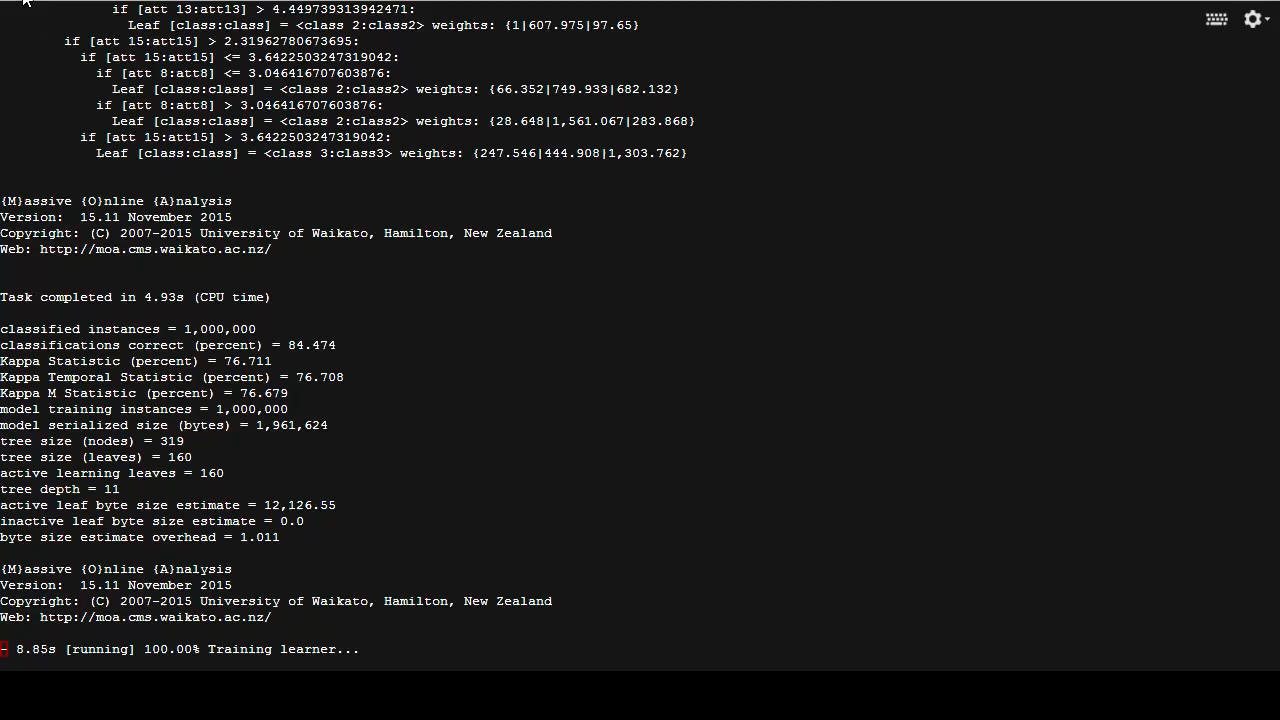 if [att 13:att13] > 4.449739313942471:
Leaf [class:class] = <class 2:class2> weights: {1|607.975|97.65}
if [att 15:att15] > 2.31962780673695:
if [att 15:att15] <= 3.6422503247319042:
if [att 8:att8] <= 3.046416707603876:
Leaf [class:class] = <class 2:class2> weights: {66.352|749.933|682.132}
if [att 8:att8] > 3.046416707603876:
Leaf [class:class] = <class 2:class2> weights: {28.648|1,561.067|283.868}
if [att 15:att15] > 3.6422503247319042:
Leaf [class:class] = <class 3:class3> weights: {247.546|444.908|1,303.762}
{M}assive {O}nline {A}nalysis
Version:  15.11 November 2015
Copyright: (C) 2007-2015 University of Waikato, Hamilton, New Zealand
Web: http://moa.cms.waikato.ac.nz/
Task completed in 4.93s (CPU time)
classified instances = 1,000,000
classifications correct (percent) = 84.474
Kappa Statistic (percent) = 76.711
Kappa Temporal Statistic (percent) = 76.708
Kappa M Statistic (percent) = 76.679
model training instances = 1,000,000
model serialized size (bytes) = 1,961,624
tree size (nodes) = 319
tree size (leaves) = 160
active learning leaves = 160
tree depth = 11
active leaf byte size estimate = 12,126.55
inactive leaf byte size estimate = 0.0
byte size estimate overhead = 1.011
{M}assive {O}nline {A}nalysis
Version:  15.11 November 2015
Copyright: (C) 2007-2015 University of Waikato, Hamilton, New Zealand
Web: http://moa.cms.waikato.ac.nz/
- 8.85s [running] 100.00% Training learner...